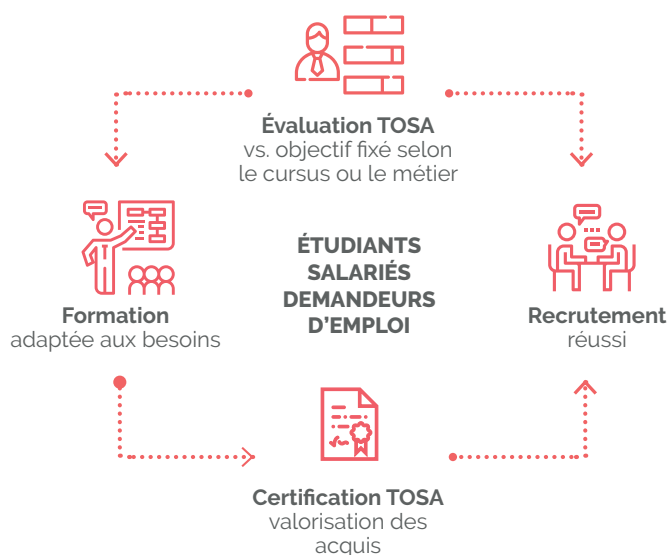 Évaluation TOSA
vs. objectif fixé selon
le cursus ou le métier
ÉTUDIANTS
SALARIÉS
DEMANDEURS
D'EMPLOI
Formation
adaptée aux besoins
Recrutement
réussi
Certification TOSA
valorisation des
acquis